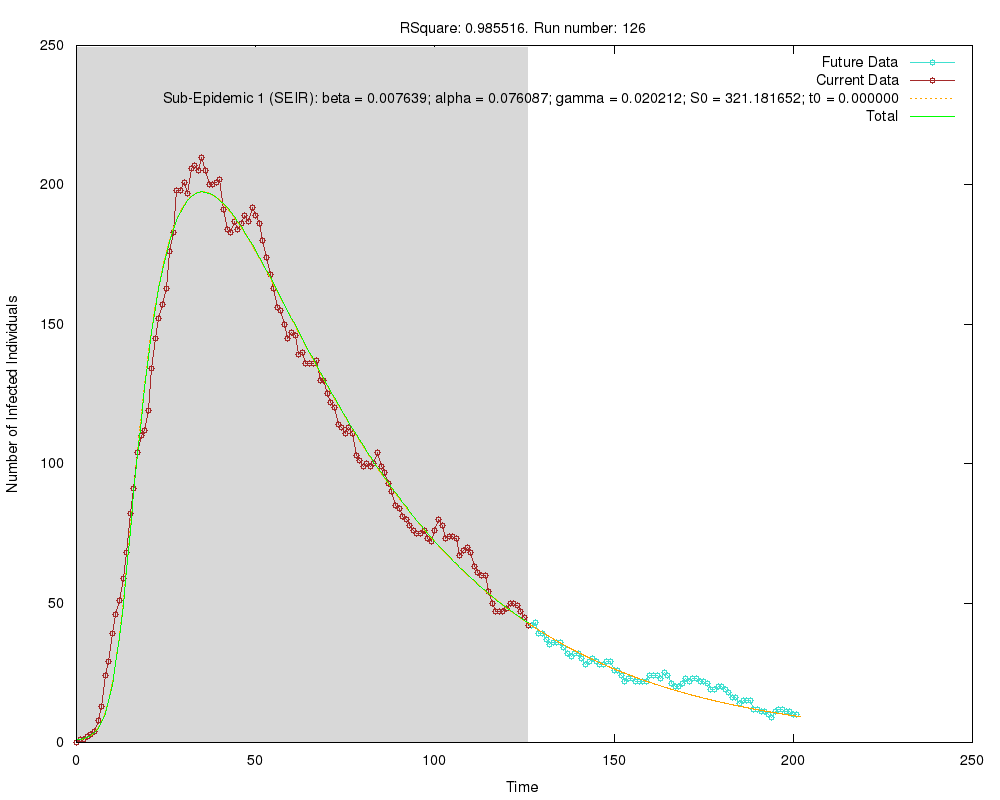 RSquare: 0.985516. Run number: 126
250
200
150
100
50
0
0 50 100 150 200 250
Number of Infected Individuals
Time
Future Data
Current Data
Sub-Epidemic 1 (SEIR): beta = 0.007639; alpha = 0.076087; gamma = 0.020212; S0 = 321.181652; t0 = 0.000000
Total